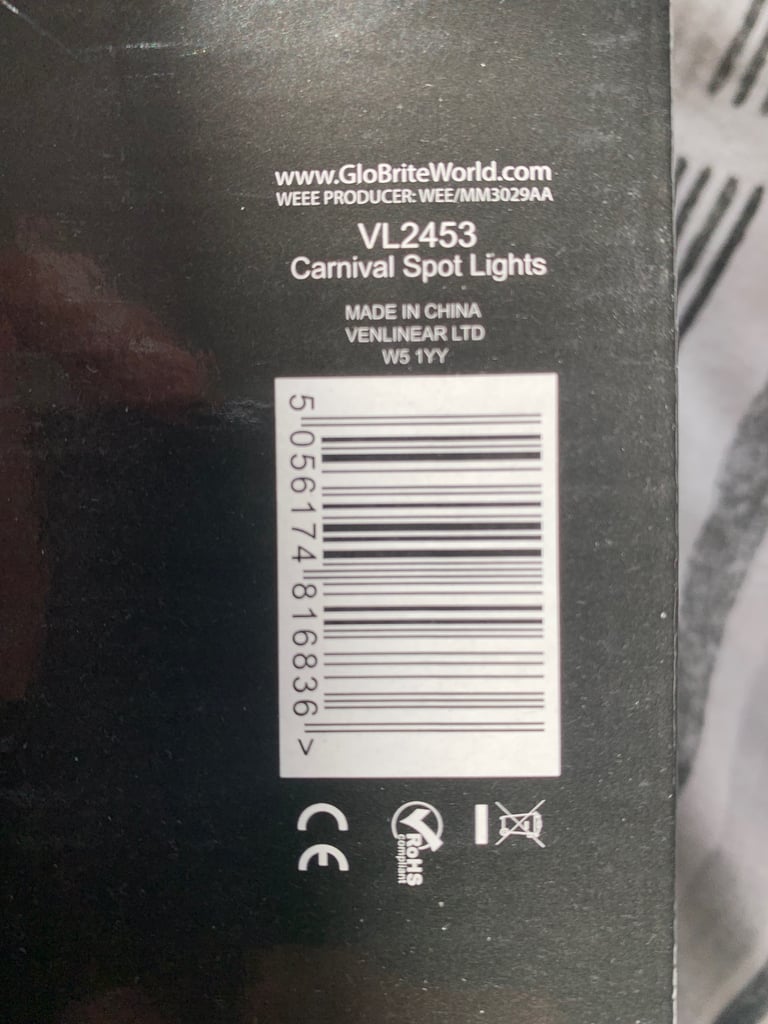 www.GloBriteWorld.com
WEEE PRODUCER: WEE/MM3029AA
VL2453
Carnival Spot Lights
MADE IN CHINA
VENLINEAR LTD
W5 1YY
5 056174 816836 >
CE
RoHS
compliant